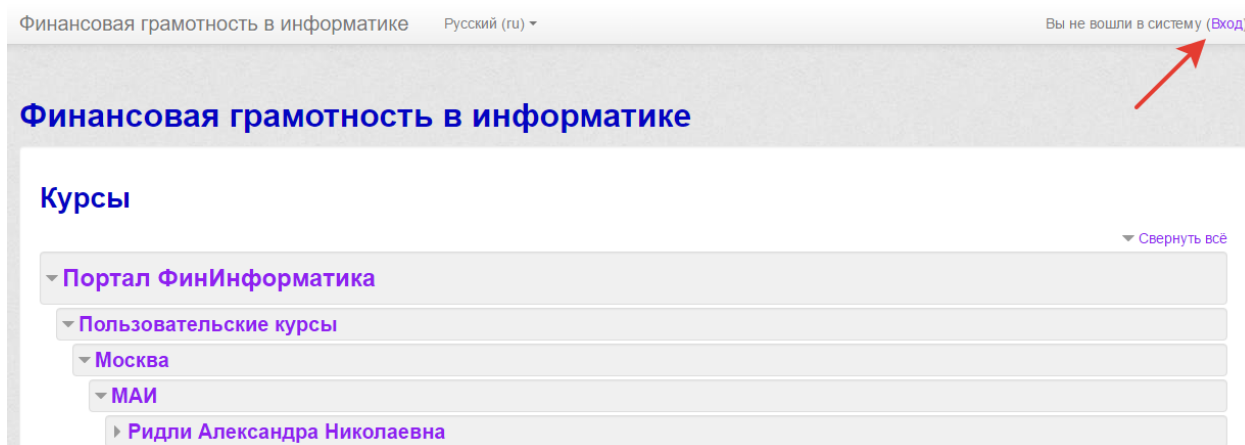 Финансовая грамотность в информатике Русский (ru) Вы не вошли в систему (Вход)
Финансовая грамотность в информатике
Курсы
Свернуть всё
Портал ФинИнформатика
Пользовательские курсы
Москва
МАИ
Ридли Александра Николаевна